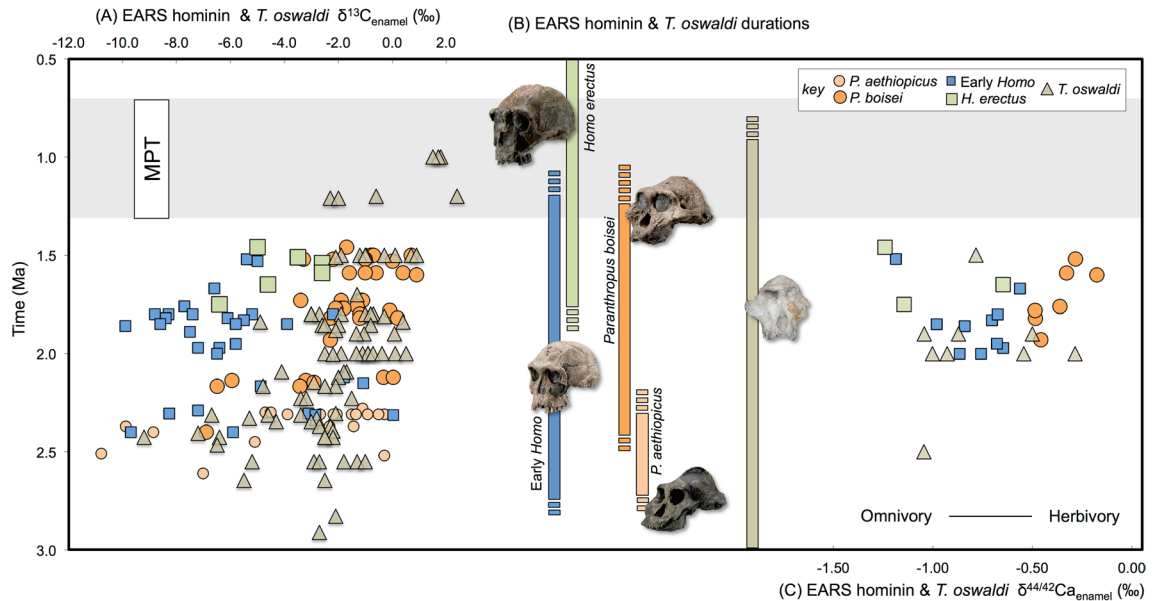 (A) EARS hominin & T. oswaldi δ¹³Cenamel (‰)
(B) EARS hominin & T. oswaldi durations
-12.0 -10.0 -8.0 -6.0 -4.0 -2.0 0.0 2.0
0.5
1.0
1.5
2.0
2.5
3.0
Time (Ma)
MPT
key
P. aethiopicus
P. boisei
Early Homo
H. erectus
T. oswaldi
Homo erectus
Paranthropus boisei
Early Homo
P. aethiopicus
Omnivory
Herbivory
-1.50 -1.00 -0.50 0.00
(C) EARS hominin & T. oswaldi δ⁴⁴/⁴²Caenamel (‰)